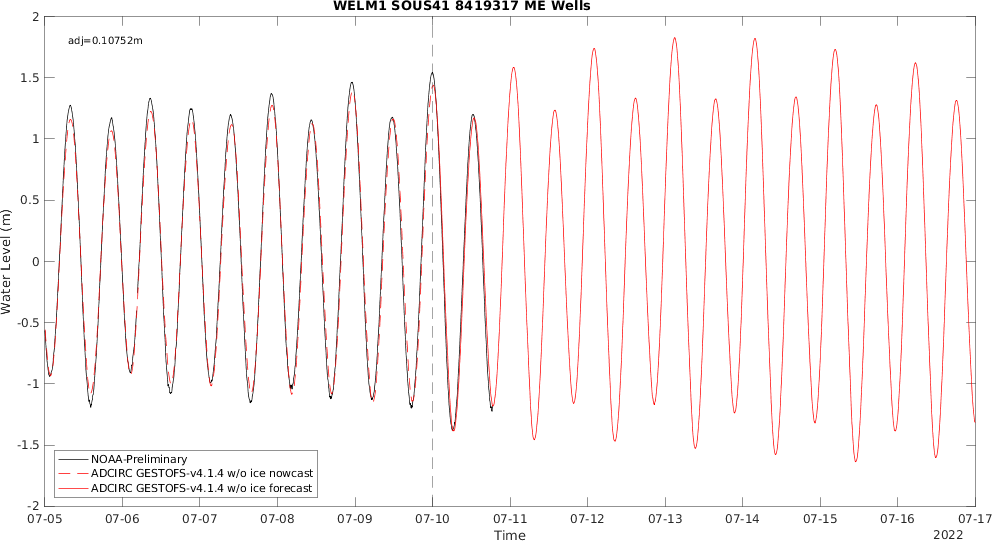 WELM1 SOUS41 8419317 ME Wells
adj=0.10752m
2
1.5
1
0.5
0
-0.5
-1
-1.5
-2
Water Level (m)
NOAA-Preliminary
ADCIRC GESTOFS-v4.1.4 w/o ice nowcast
ADCIRC GESTOFS-v4.1.4 w/o ice forecast
07-05 07-06 07-07 07-08 07-09 07-10 07-11 07-12 07-13 07-14 07-15 07-16 07-17
Time
2022